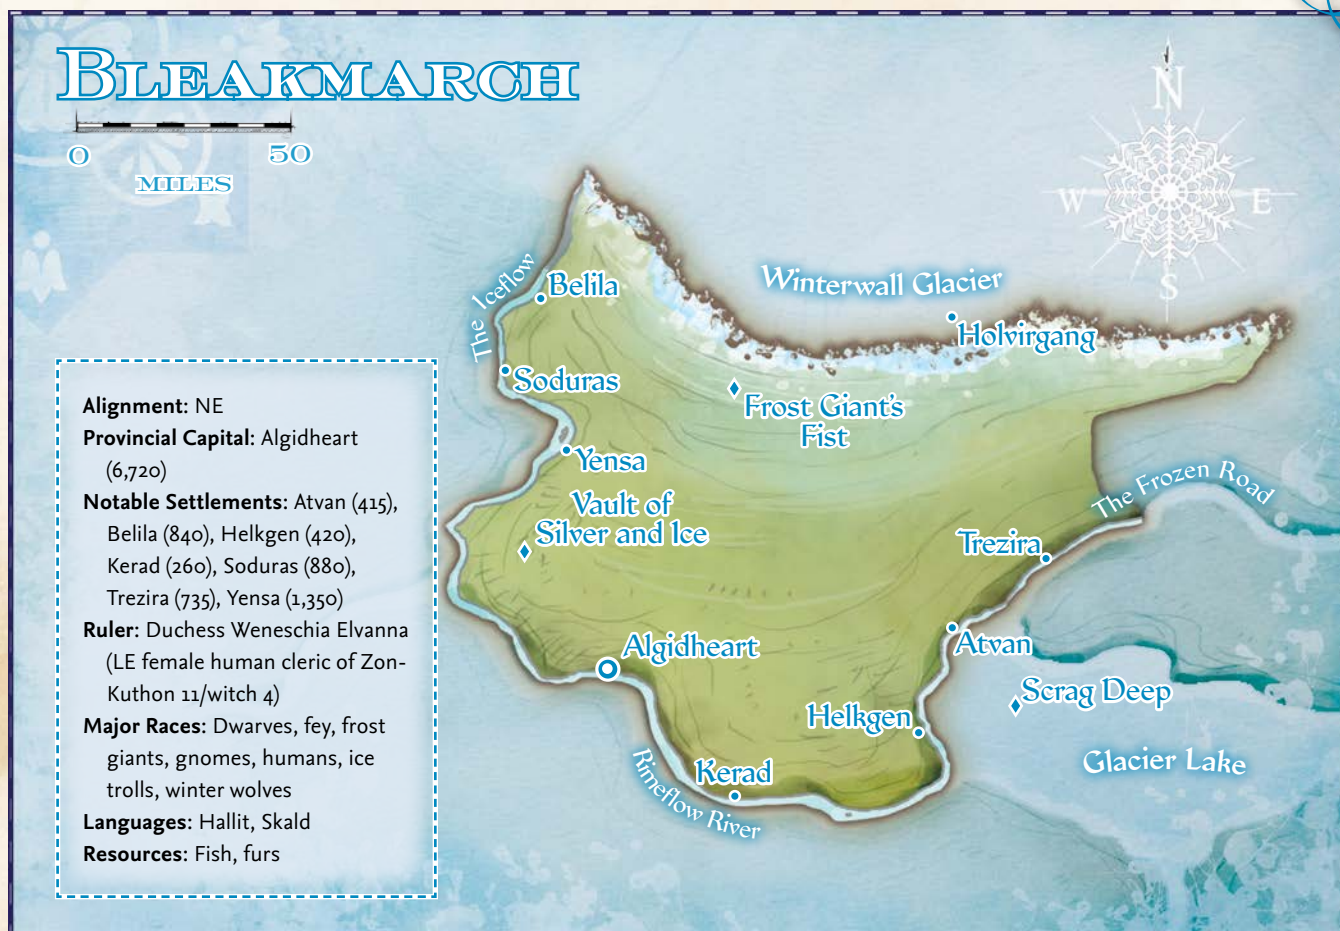 BLEAKMARCH
0 50
MILES
N
W E
S
The Iceflow
Belila
Winterwall Glacier
Holvirgang
Soduras
Frost Giant's
Fist
Yensa
The Frozen Road
Vault of
Silver and Ice
Trezira
Algidheart
Atvan
Scrag Deep
Helkgen
Glacier Lake
Kerad
Rimeflow River
Alignment: NE
Provincial Capital: Algidheart
(6,720)
Notable Settlements: Atvan (415),
Belila (840), Helkgen (420),
Kerad (260), Soduras (880),
Trezira (735), Yensa (1,350)
Ruler: Duchess Weneschia Elvanna
(LE female human cleric of Zon-
Kuthon 11/witch 4)
Major Races: Dwarves, fey, frost
giants, gnomes, humans, ice
trolls, winter wolves
Languages: Hallit, Skald
Resources: Fish, furs